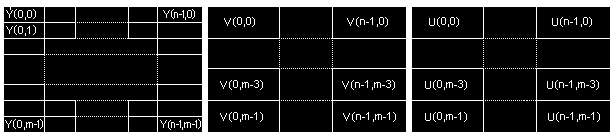 Y(0,0) Y(n-1,0)
Y(0,1)
Y(0,m-1) Y(n-1,m-1)
V(0,0) V(n-1,0)
V(0,m-3) V(n-1,m-3)
V(0,m-1) V(n-1,m-1)
U(0,0) U(n-1,0)
U(0,m-3) U(n-1,m-3)
U(0,m-1) U(n-1,m-1)